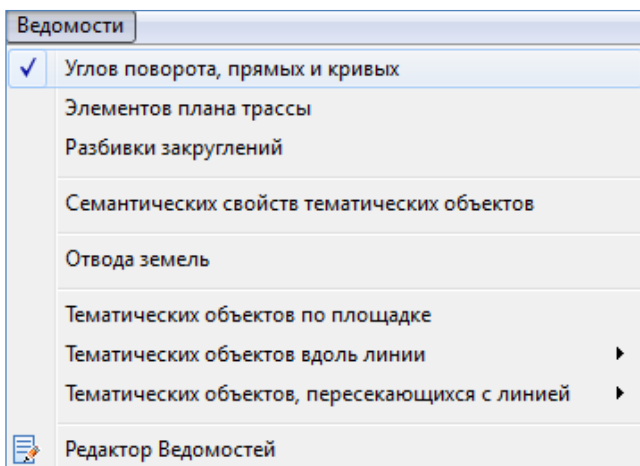 Ведомости
Углов поворота, прямых и кривых
Элементов плана трассы
Разбивки закруглений
Семантических свойств тематических объектов
Отвода земель
Тематических объектов по площадке
Тематических объектов вдоль линии
Тематических объектов, пересекающихся с линией
Редактор Ведомостей